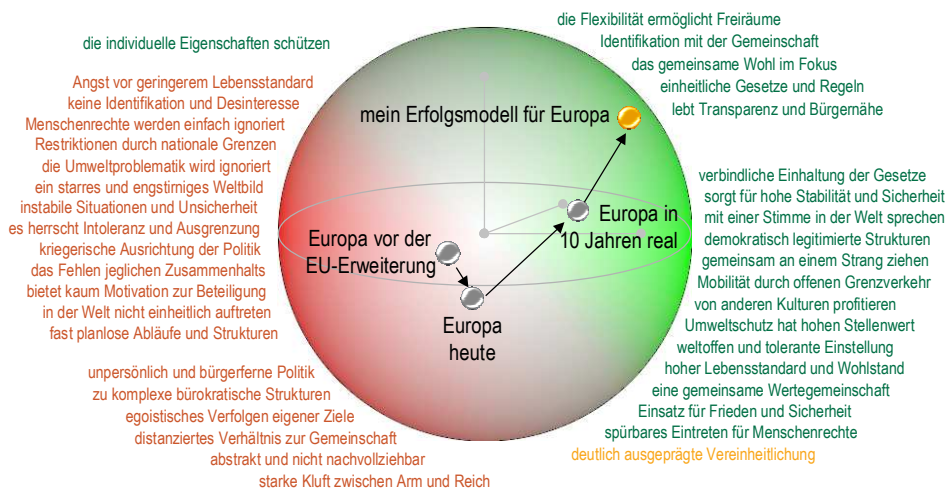 die individuelle Eigenschaften schützen
Angst vor geringerem Lebensstandard
keine Identifikation und Desinteresse
Menschenrechte werden einfach ignoriert
Restriktionen durch nationale Grenzen
die Umweltproblematik wird ignoriert
ein starres und engstirniges Weltbild
instabile Situationen und Unsicherheit
es herrscht Intoleranz und Ausgrenzung
kriegerische Ausrichtung der Politik
das Fehlen jeglichen Zusammenhalts
bietet kaum Motivation zur Beteiligung
in der Welt nicht einheitlich auftreten
fast planlose Abläufe und Strukturen
unpersönlich und bürgerferne Politik
zu komplexe bürokratische Strukturen
egoistisches Verfolgen eigener Ziele
distanziertes Verhältnis zur Gemeinschaft
abstrakt und nicht nachvollziehbar
starke Kluft zwischen Arm und Reich
mein Erfolgsmodell für Europa
Europa vor der
EU-Erweiterung
Europa
heute
Europa in
10 Jahren real
die Flexibilität ermöglicht Freiräume
Identifikation mit der Gemeinschaft
das gemeinsame Wohl im Fokus
einheitliche Gesetze und Regeln
lebt Transparenz und Bürgernähe
verbindliche Einhaltung der Gesetze
sorgt für hohe Stabilität und Sicherheit
mit einer Stimme in der Welt sprechen
demokratisch legitimierte Strukturen
gemeinsam an einem Strang ziehen
Mobilität durch offenen Grenzverkehr
von anderen Kulturen profitieren
Umweltschutz hat hohen Stellenwert
weltoffen und tolerante Einstellung
hoher Lebensstandard und Wohlstand
eine gemeinsame Wertegemeinschaft
Einsatz für Frieden und Sicherheit
spürbares Eintreten für Menschenrechte
deutlich ausgeprägte Vereinheitlichung